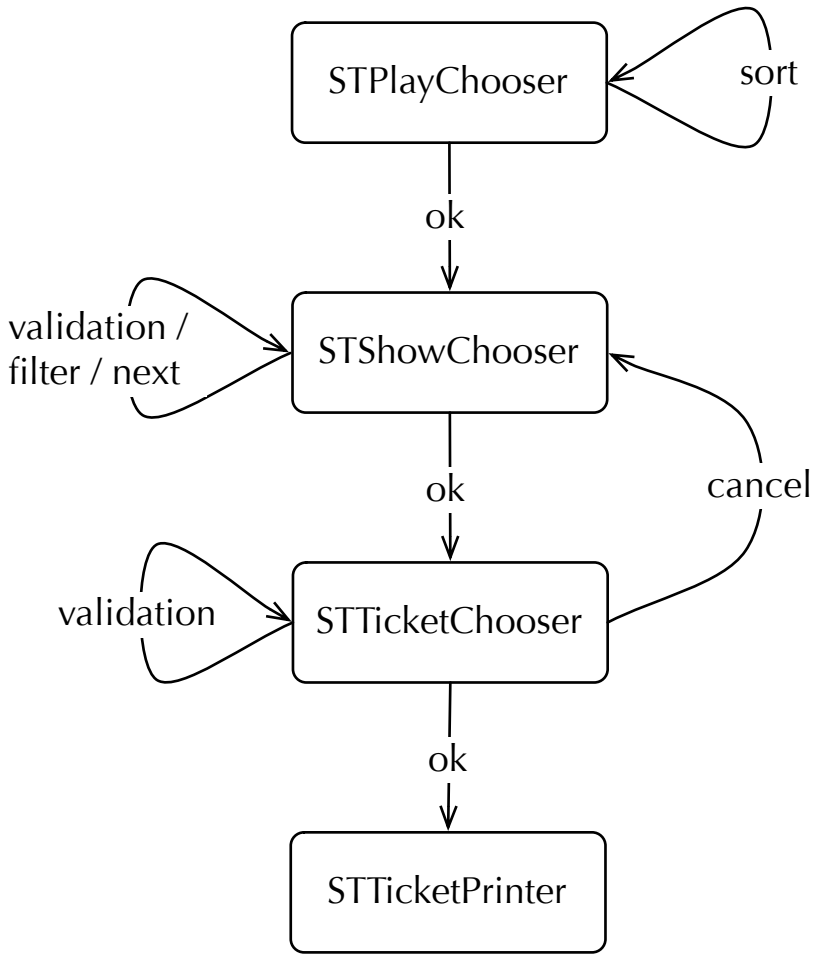 STPlayChooser
sort
ok
validation /
filter / next
STShowChooser
ok
cancel
validation
STTicketChooser
ok
STTicketPrinter